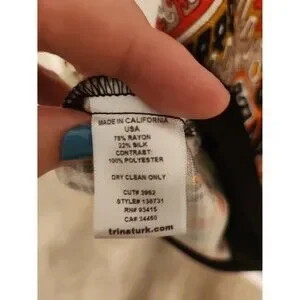 MADE IN CALIFORNIA
USA
78% RAYON
22% SILK
CONTRAST:
100% POLYESTER
DRY CLEAN ONLY
CUT# 3962
STYLE# 138731
RN# 93415
CA# 34460
trinaturk.com